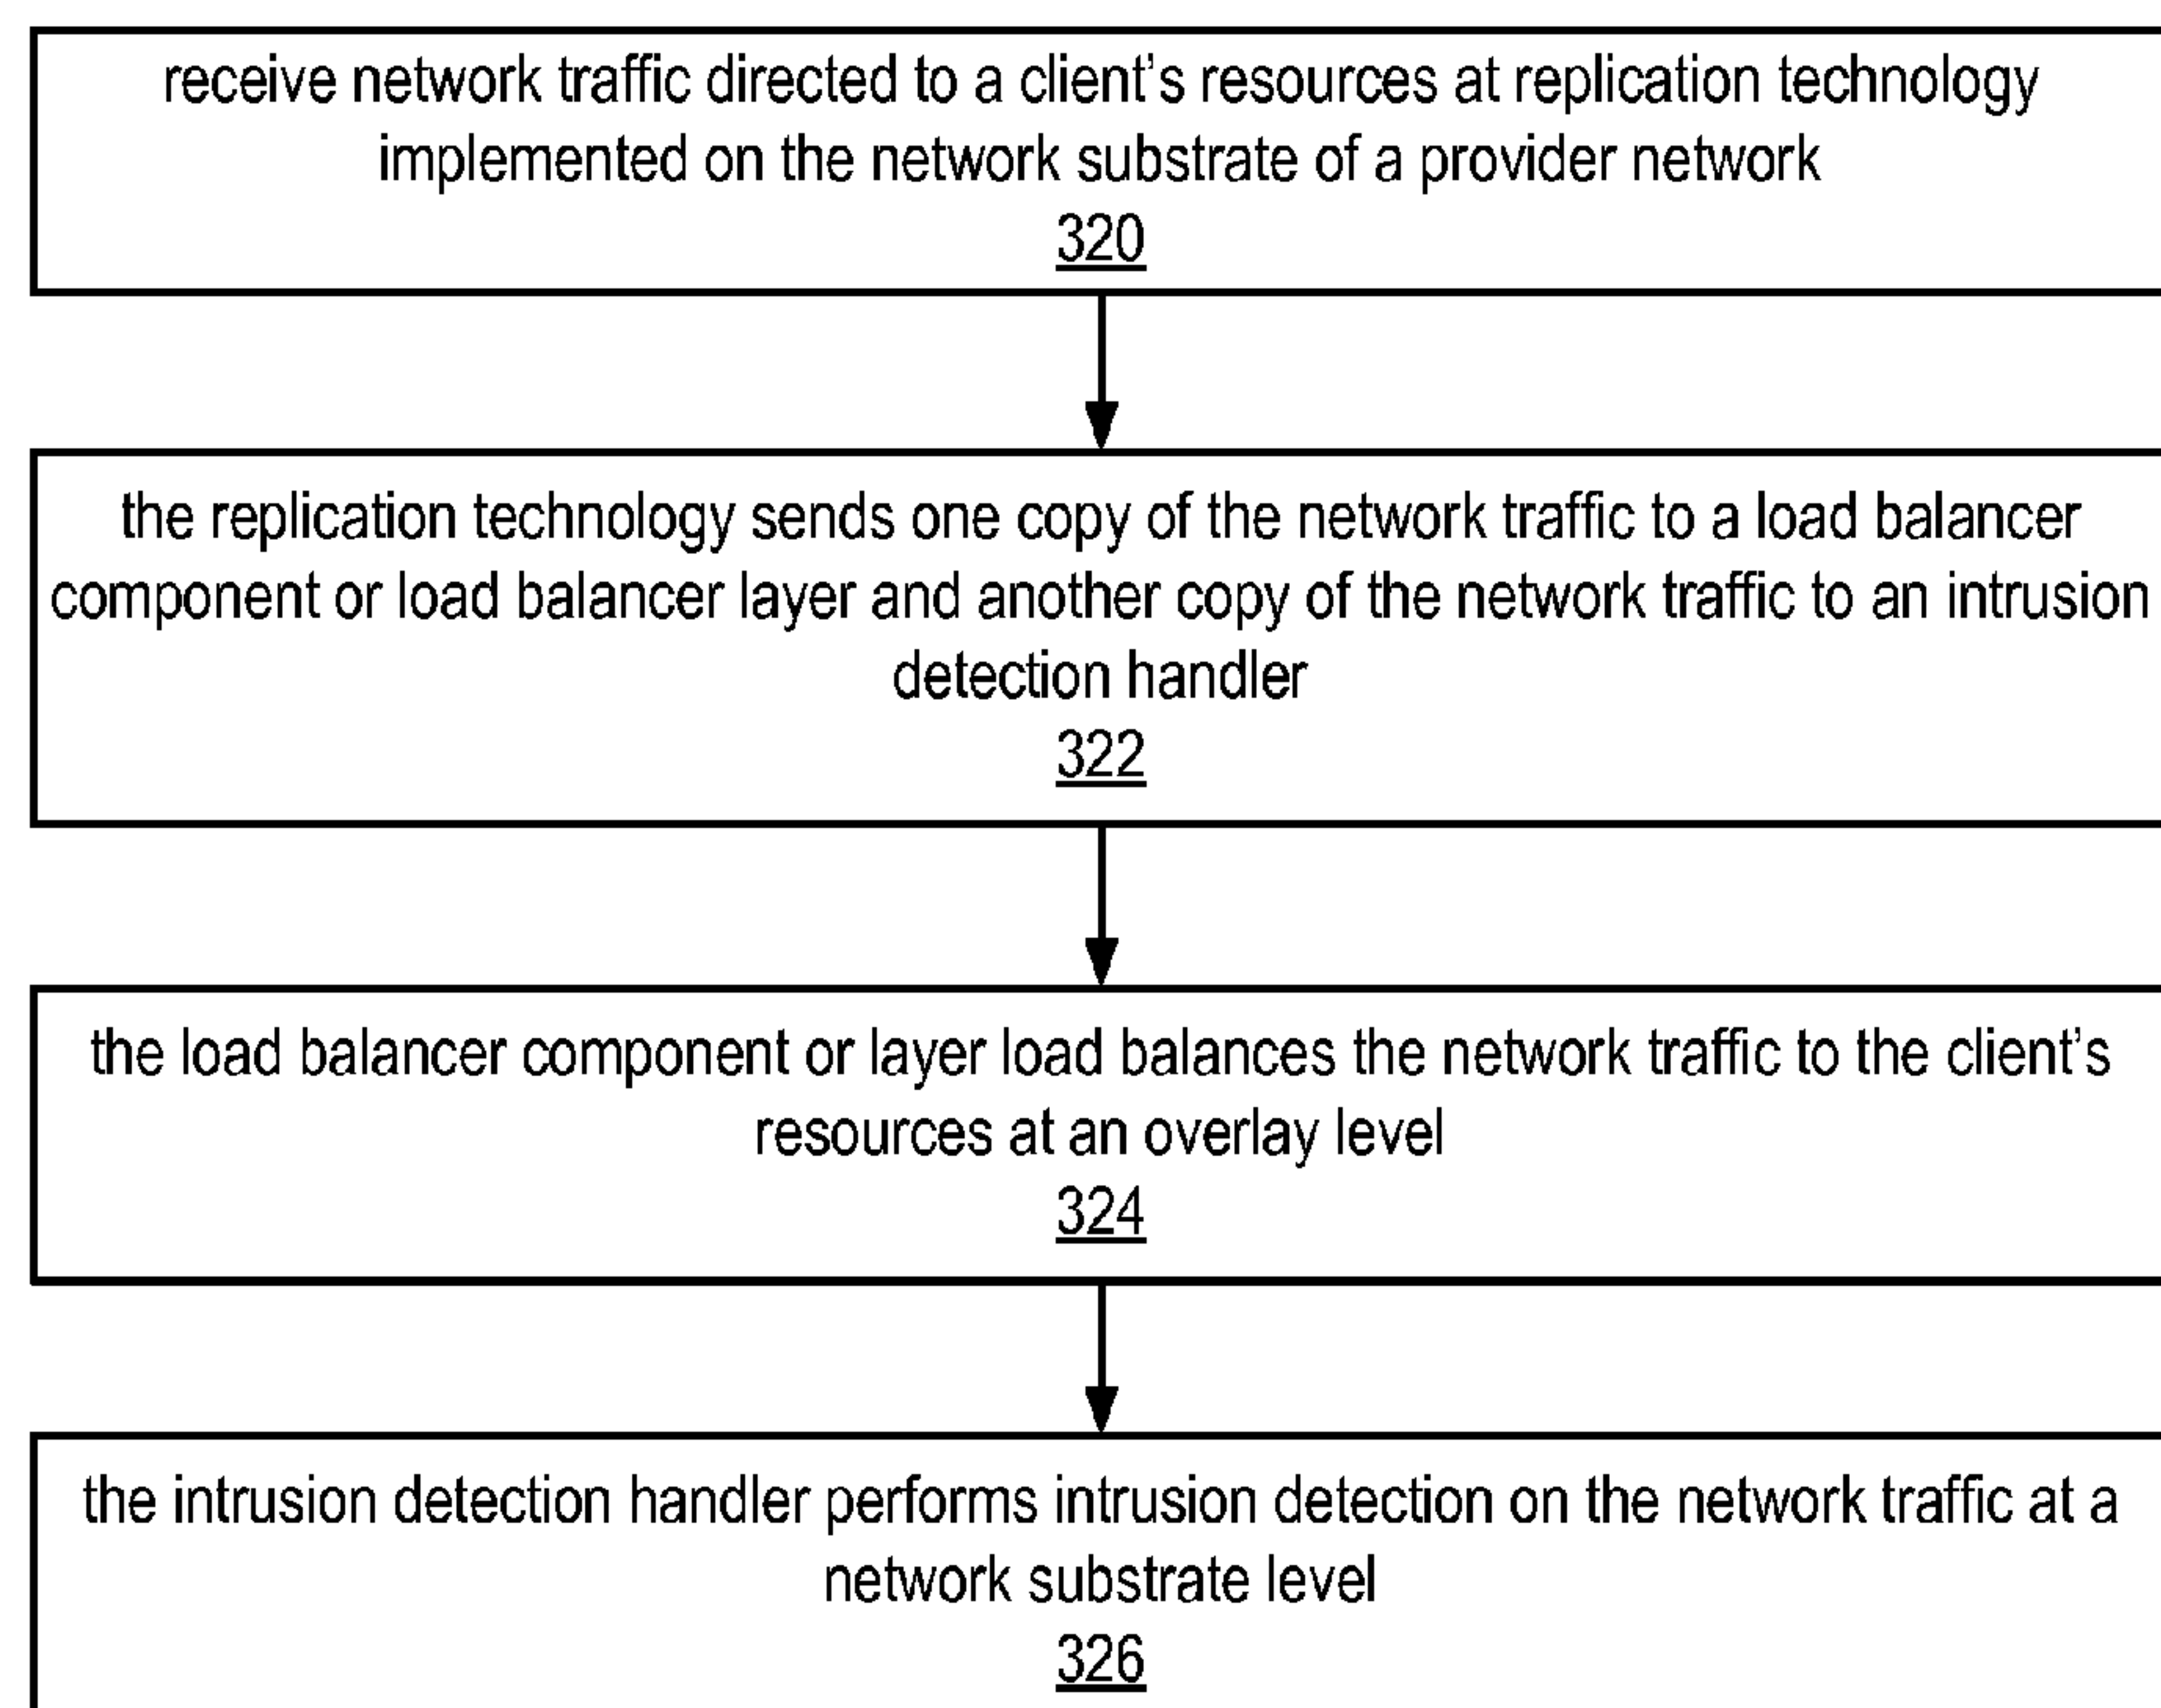 receive network traffic directed to a client's resources at replication technology
implemented on the network substrate of a provider network
320
the replication technology sends one copy of the network traffic to a load balancer
component or load balancer layer and another copy of the network traffic to an intrusion
detection handler
322
the load balancer component or layer load balances the network traffic to the client's
resources at an overlay level
324
the intrusion detection handler performs intrusion detection on the network traffic at a
network substrate level
326